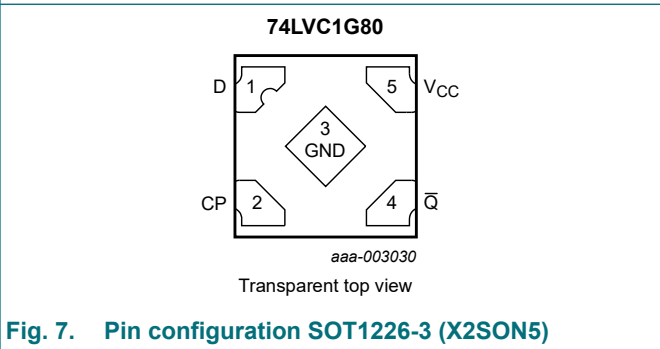 74LVC1G80
D 1 5 VCC
3
GND
CP 2 4 Q̅
aaa-003030
Transparent top view
Fig. 7. Pin configuration SOT1226-3 (X2SON5)